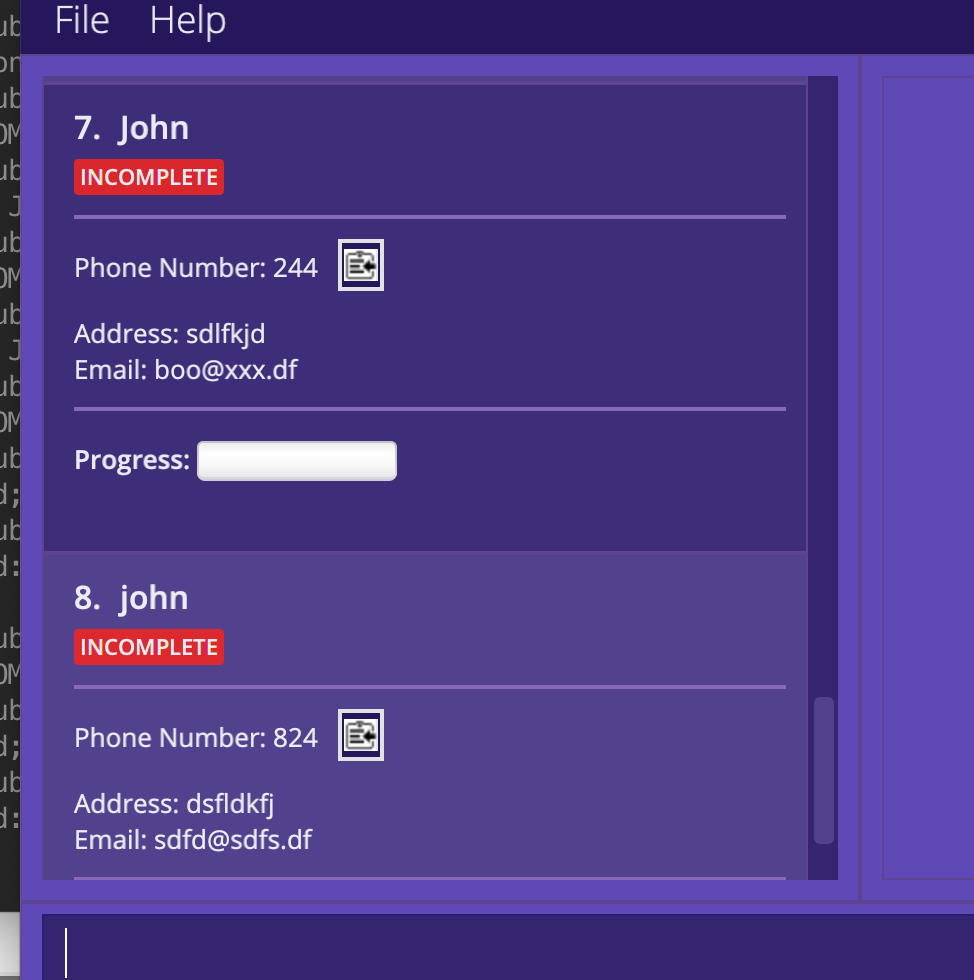 File Help
7. John
INCOMPLETE
Phone Number: 244
Address: sdlfkjd
Email: boo@xxx.df
Progress:
8. john
INCOMPLETE
Phone Number: 824
Address: dsfldkfj
Email: sdfd@sdfs.df